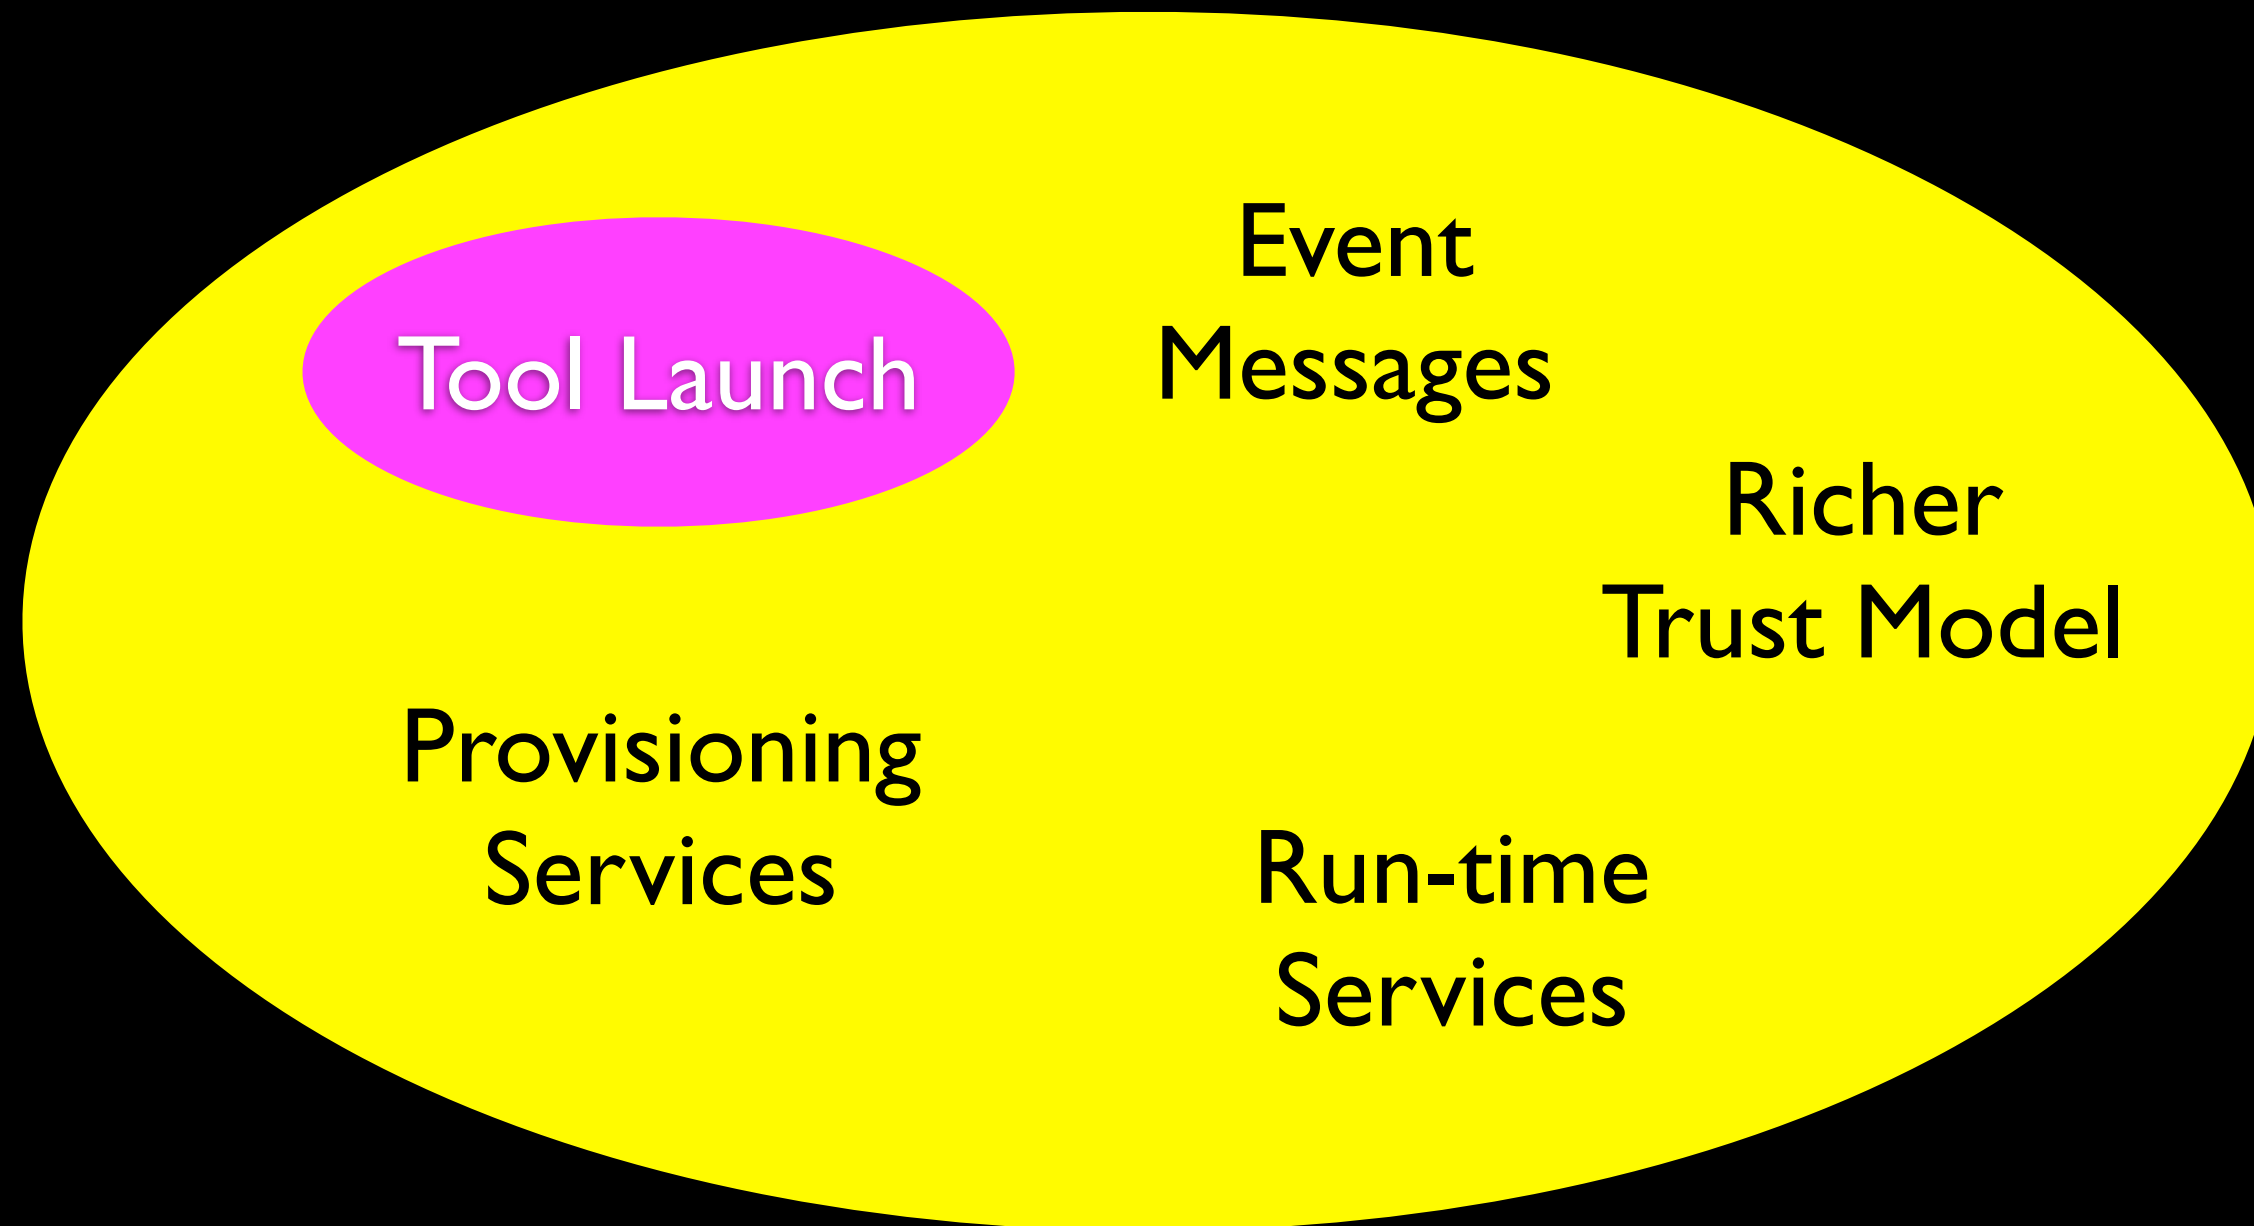 Tool Launch
Event
Messages
Richer
Trust Model
Provisioning
Services
Run-time
Services